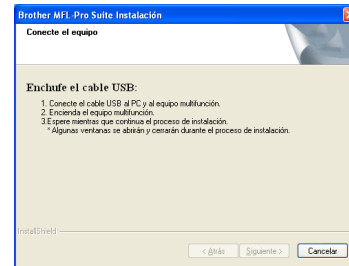 Brother MFL-Pro Suite Instalación
Conecte el equipo
Enchufe el cable USB:
1. Conecte el cable USB al PC y al equipo multifunción.
2. Encienda el equipo multifunción.
3.Espere mientras que continua el proceso de instalación.
* Algunas ventanas se abrirán y cerrarán durante el proceso de instalación.
InstallShield
< Atrás
Siguiente >
Cancelar